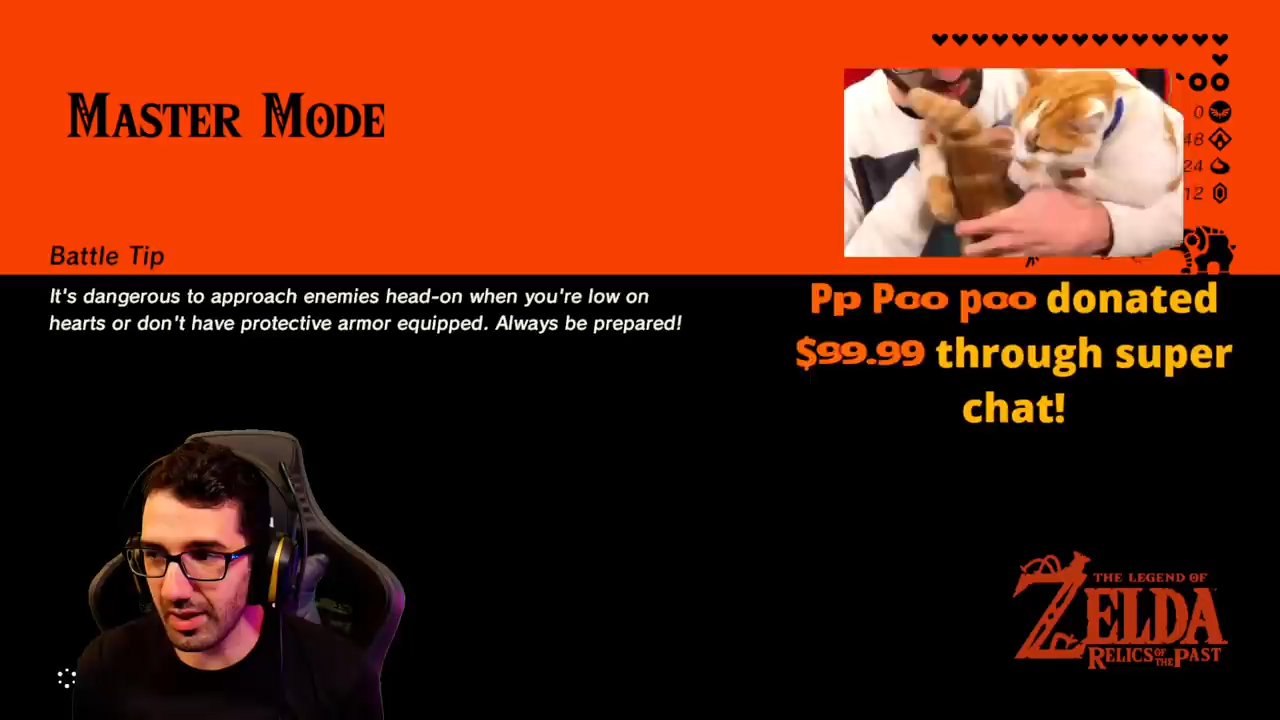 MASTER MODE
Battle Tip
It's dangerous to approach enemies head-on when you're low on
hearts or don't have protective armor equipped. Always be prepared!
0
48
24
12
Pp Poo poo donated
$99.99 through super
chat!
THE LEGEND OF
ZELDA
RELICS OF THE PAST